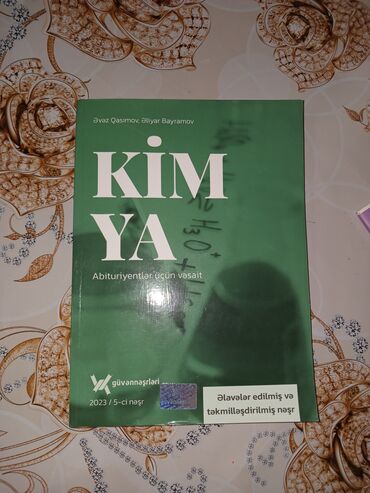 Əvəz Qasımov, Əliyar Bayramov
KİM
YA
Abituriyentlər üçün vəsait
güvənnəşrləri
2023 / 5-ci nəşr
Əlavələr edilmiş və
təkmilləşdirilmiş nəşr